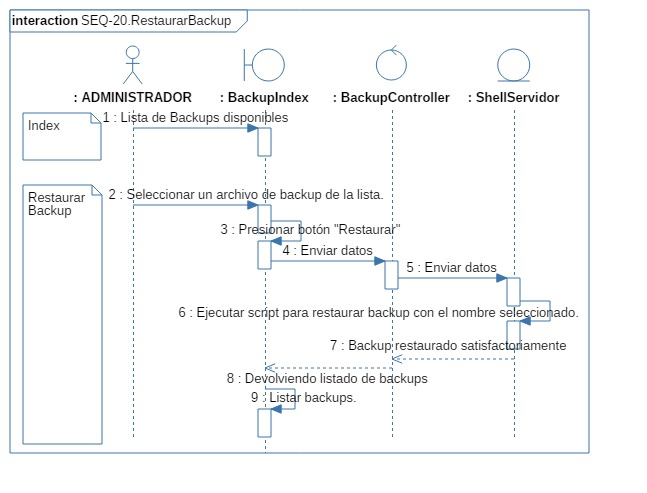 interaction SEQ-20.RestaurarBackup
: ADMINISTRADOR
: BackupIndex
: BackupController
: ShellServidor
Index
1 : Lista de Backups disponibles
Restaurar
Backup
2 : Seleccionar un archivo de backup de la lista.
3 : Presionar botón "Restaurar"
4 : Enviar datos
5 : Enviar datos
6 : Ejecutar script para restaurar backup con el nombre seleccionado.
7 : Backup restaurado satisfactoriamente
8 : Devolviendo listado de backups
9 : Listar backups.